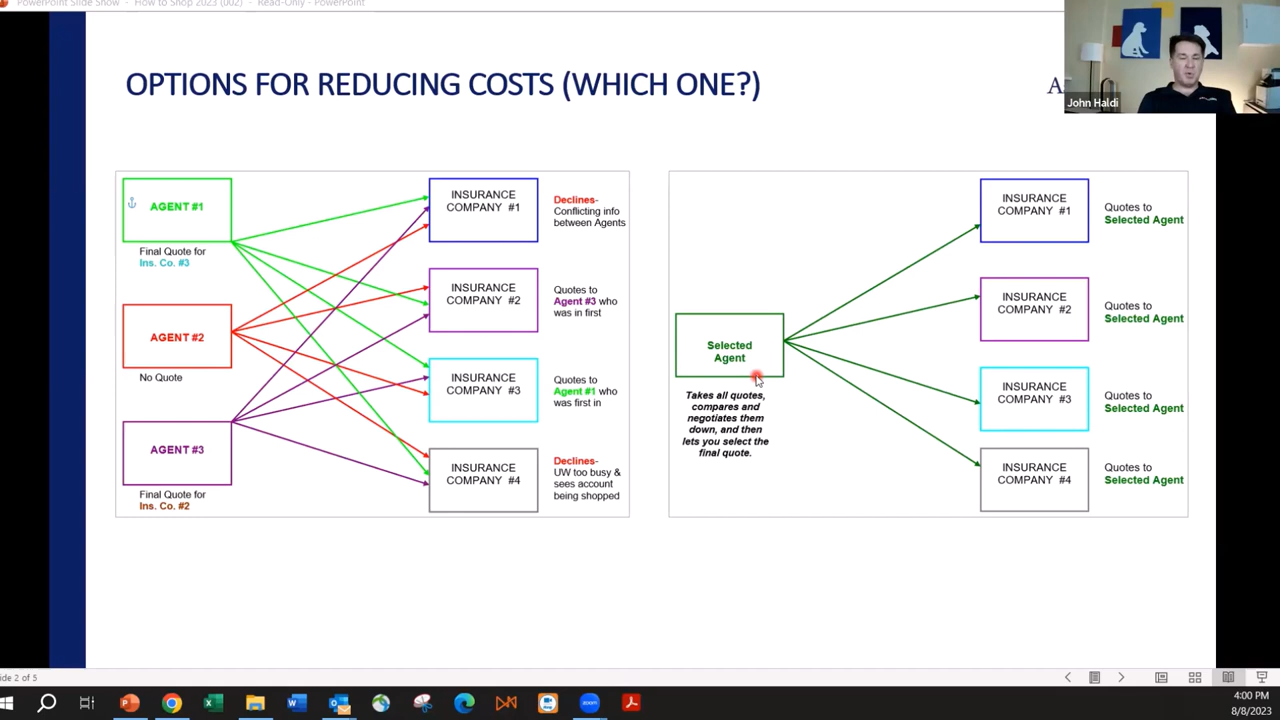 PowerPoint Slide Show - How to Shop 2023 (002) - Read-Only - PowerPoint
OPTIONS FOR REDUCING COSTS (WHICH ONE?)
John Haldi
AGENT #1
Final Quote for
Ins. Co. #3
AGENT #2
No Quote
AGENT #3
Final Quote for
Ins. Co. #2
INSURANCE
COMPANY #1
Declines-
Conflicting info
between Agents
INSURANCE
COMPANY #2
Quotes to
Agent #3 who
was in first
INSURANCE
COMPANY #3
Quotes to
Agent #1 who
was first in
INSURANCE
COMPANY #4
Declines-
UW too busy &
sees account
being shopped
Selected
Agent
Takes all quotes,
compares and
negotiates them
down, and then
lets you select the
final quote.
INSURANCE
COMPANY #1
Quotes to
Selected Agent
INSURANCE
COMPANY #2
Quotes to
Selected Agent
INSURANCE
COMPANY #3
Quotes to
Selected Agent
INSURANCE
COMPANY #4
Quotes to
Selected Agent
ide 2 of 5
zoom
4:00 PM
8/8/2023